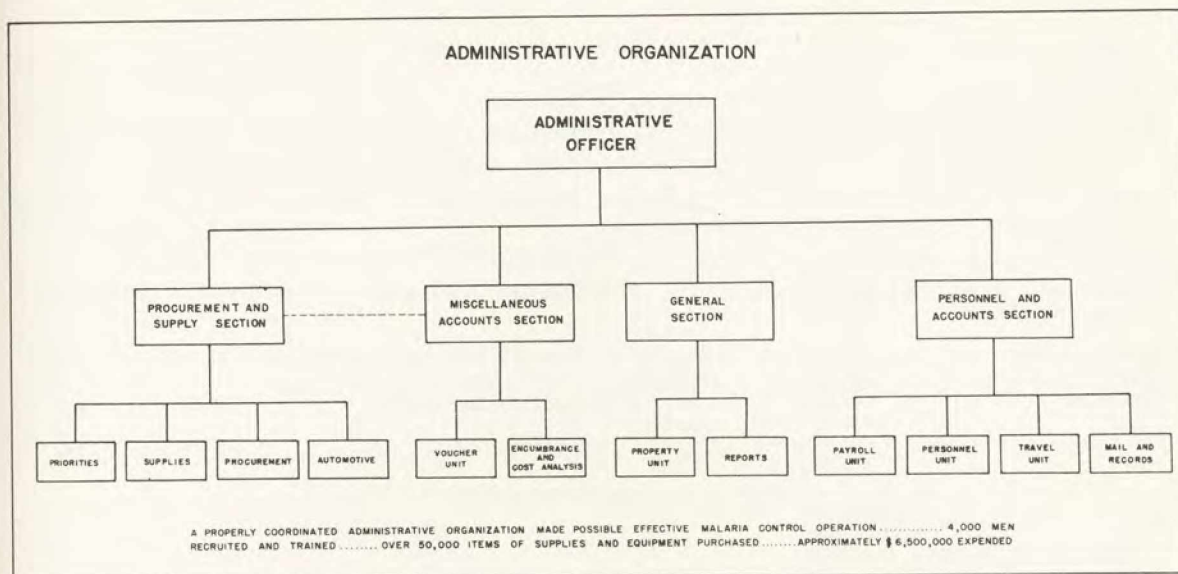 ADMINISTRATIVE ORGANIZATION
ADMINISTRATIVE
OFFICER
PROCUREMENT AND
SUPPLY SECTION
MISCELLANEOUS
ACCOUNTS SECTION
GENERAL
SECTION
PERSONNEL AND
ACCOUNTS SECTION
PRIORITIES
SUPPLIES
PROCUREMENT
AUTOMOTIVE
VOUCHER
UNIT
ENCUMBRANCE
AND
COST ANALYSIS
PROPERTY
UNIT
REPORTS
PAYROLL
UNIT
PERSONNEL
UNIT
TRAVEL
UNIT
MAIL AND
RECORDS
A PROPERLY COORDINATED ADMINISTRATIVE ORGANIZATION MADE POSSIBLE EFFECTIVE MALARIA CONTROL OPERATION ............. 4,000 MEN
RECRUITED AND TRAINED ........ OVER 50,000 ITEMS OF SUPPLIES AND EQUIPMENT PURCHASED ........ APPROXIMATELY $ 6,500,000 EXPENDED